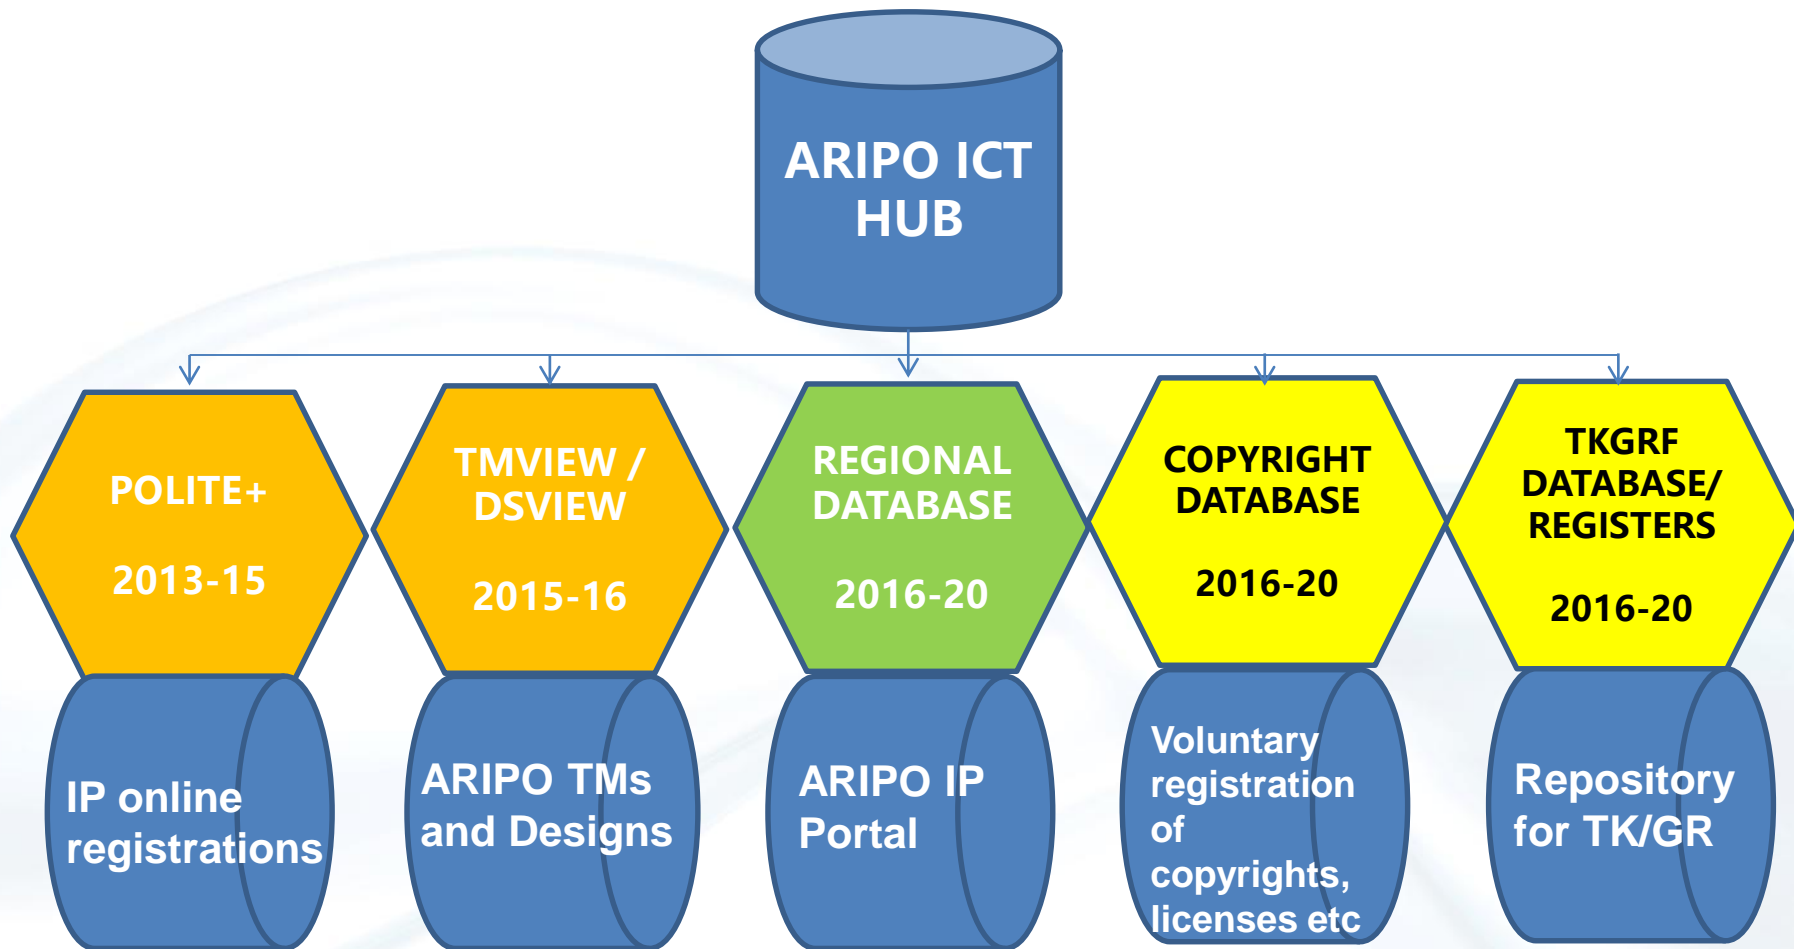 ARIPO ICT
HUB
POLITE+
2013-15
TMVIEW /
DSVIEW
2015-16
REGIONAL
DATABASE
2016-20
COPYRIGHT
DATABASE
2016-20
TKGRF
DATABASE/
REGISTERS
2016-20
IP online
registrations
ARIPO TMs
and Designs
ARIPO IP
Portal
Voluntary
registration
of
copyrights,
licenses etc
Repository
for TK/GR